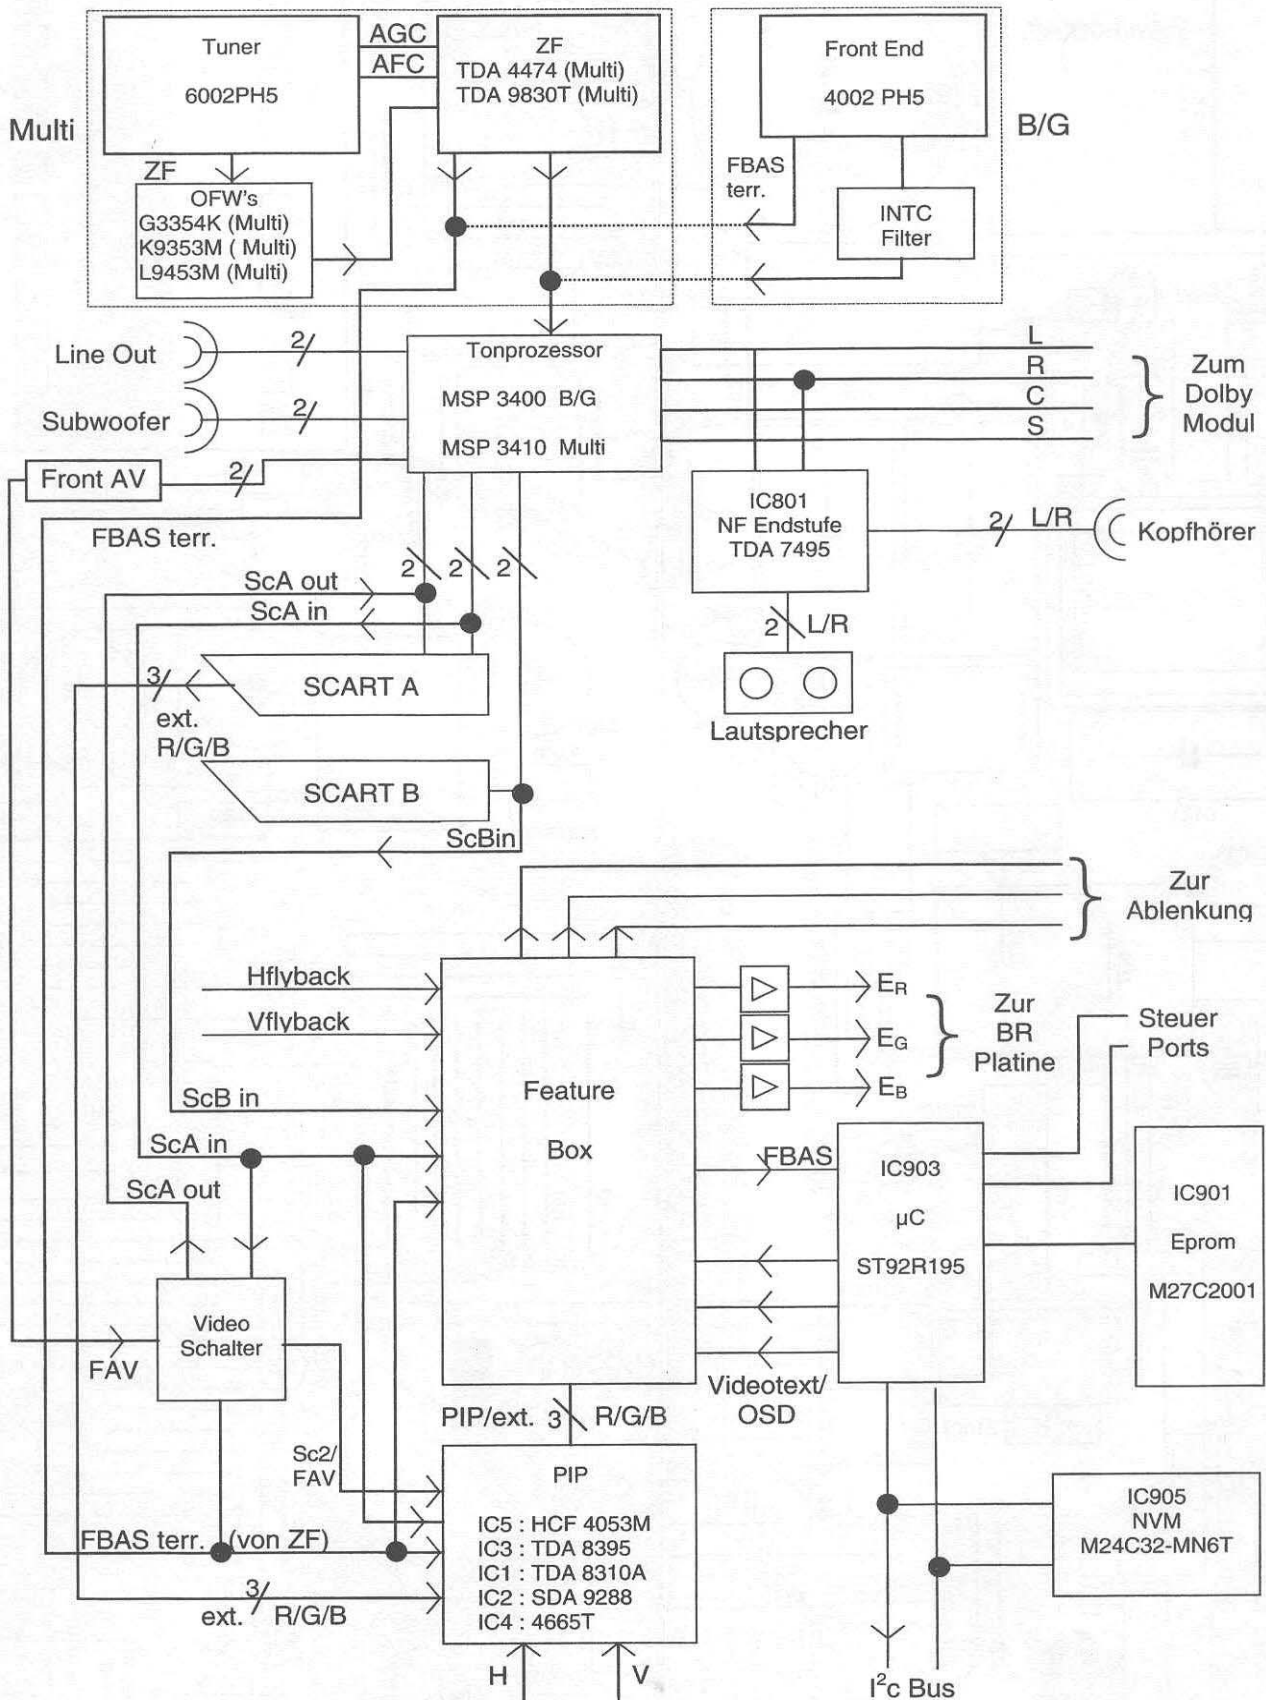 Tuner
6002PH5
AGC
AFC
ZF
TDA 4474 (Multi)
TDA 9830T (Multi)
Front End
4002 PH5
Multi
B/G
ZF
OFW's
G3354K (Multi)
K9353M ( Multi)
L9453M (Multi)
FBAS
terr.
INTC
Filter
Line Out
2
Subwoofer
2
Front AV
2
Tonprozessor
MSP 3400 B/G
MSP 3410 Multi
L
R
C
S
Zum
Dolby
Modul
FBAS terr.
IC801
NF Endstufe
TDA 7495
2
L/R
Kopfhörer
2
2
2
ScA out
ScA in
2
L/R
Lautsprecher
SCART A
3
ext.
R/G/B
SCART B
ScBin
Zur
Ablenkung
Hflyback
Vflyback
ScB in
ScA in
ScA out
Feature
Box
ER
EG
EB
Zur
BR
Platine
Steuer
Ports
FBAS
IC903
µC
ST92R195
IC901
Eprom
M27C2001
Video
Schalter
FAV
Videotext/
OSD
PIP/ext.
3
R/G/B
Sc2/
FAV
PIP
IC5 : HCF 4053M
IC3 : TDA 8395
IC1 : TDA 8310A
IC2 : SDA 9288
IC4 : 4665T
FBAS terr. (von ZF)
3
ext.
R/G/B
H
V
IC905
NVM
M24C32-MN6T
I²c Bus